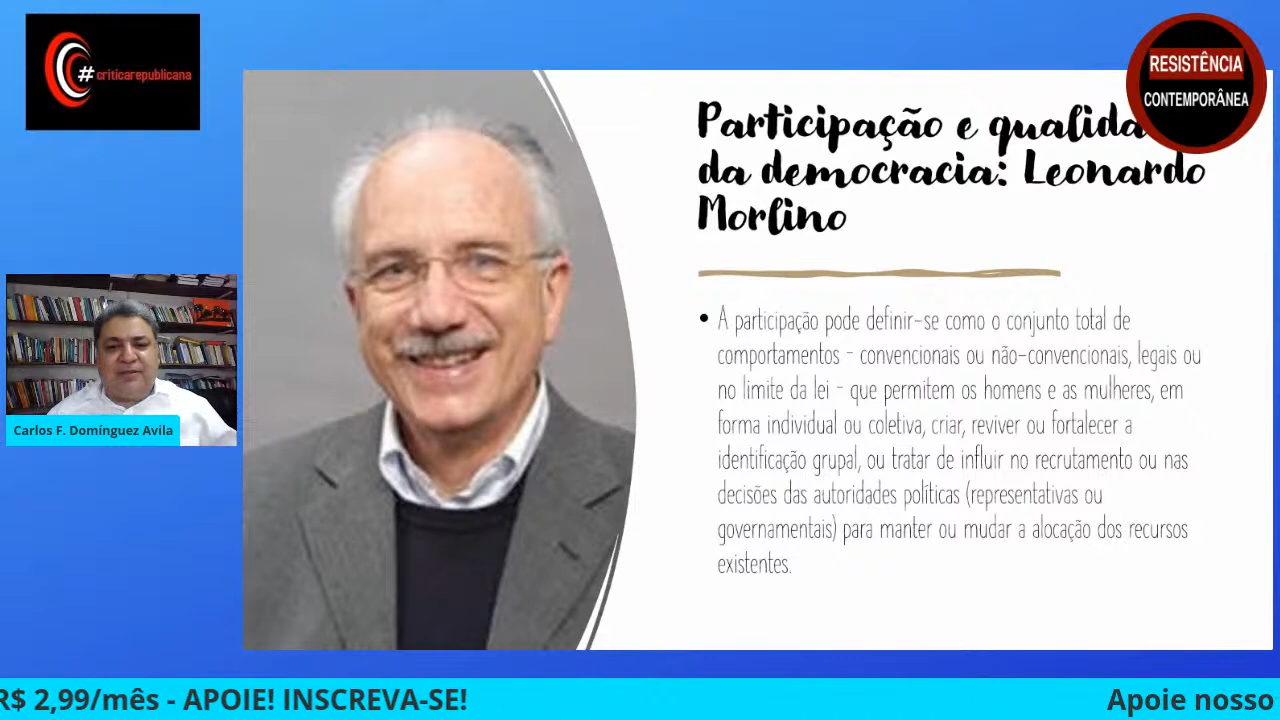 #criticarepublicana
RESISTÊNCIA
CONTEMPORÂNEA
Participação e
da democracia: Leonardo
Morlino
• A participação pode definir-se como o conjunto total de
comportamentos - convencionais ou não-convencionais, legais ou
no limite da lei - que permitem os homens e as mulheres, em
forma individual ou coletiva, criar, reviver ou fortalecer a
identificação grupal, ou tratar de influir no recrutamento ou nas
decisões das autoridades políticas (representativas ou
governamentais) para manter ou mudar a alocação dos recursos
existentes.
Carlos F. Domínguez Avila
R$ 2,99/mês - APOIE! INSCREVA-SE!
Apoie nosso